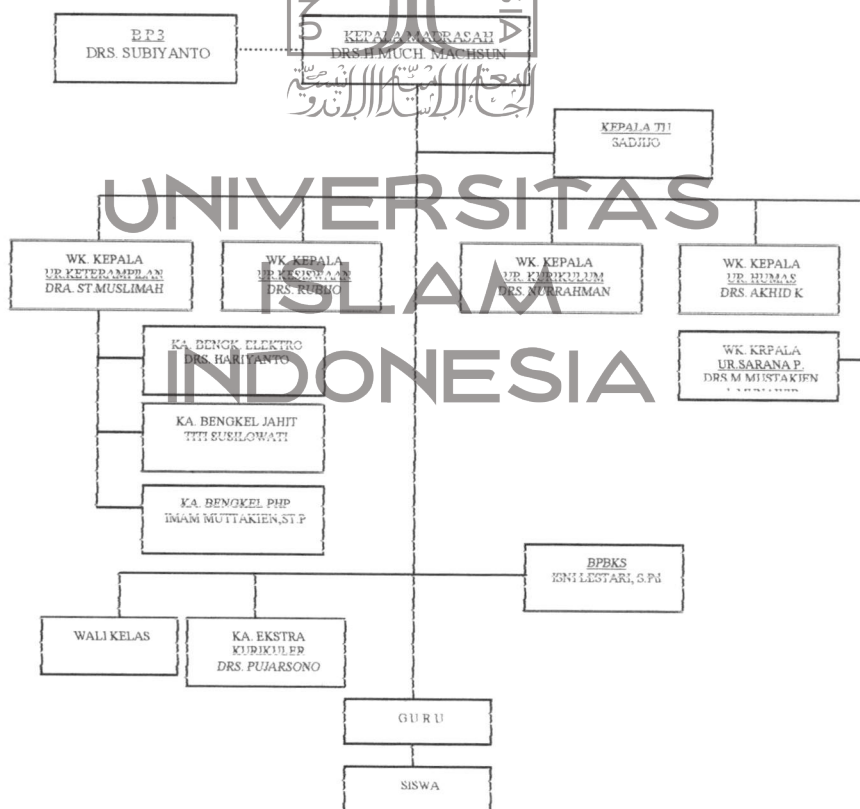 B P 3
DRS. SUBIYANTO
KEPALA MADRASAH
DRS.H.MUCH. MACHSUN
KEPALA TU
SADJIJO
UNIVERSITAS
ISLAM
INDONESIA
WK. KEPALA
UR.KETERAMPILAN
DRA. ST.MUSLIMAH
WK. KEPALA
UR.KESISWAAN
DRS. RUBIJO
WK. KEPALA
UR. KURIKULUM
DRS. NURRAHMAN
WK. KEPALA
UR. HUMAS
DRS. AKHID K
WK. KRPALA
UR.SARANA P.
DRS.M.MUSTAKIEN
KA. BENGK. ELEKTRO
DRS. HARIYANTO
KA. BENGKEL JAHIT
TITI SUSILOWATI
KA. BENGKEL PHP
IMAM MUTTAKIEN,ST.P
BPBKS
ISNI LESTARI, S.Pd
WALI KELAS
KA. EKSTRA
KURIKULER
DRS. PUJARSONO
G U R U
SISWA